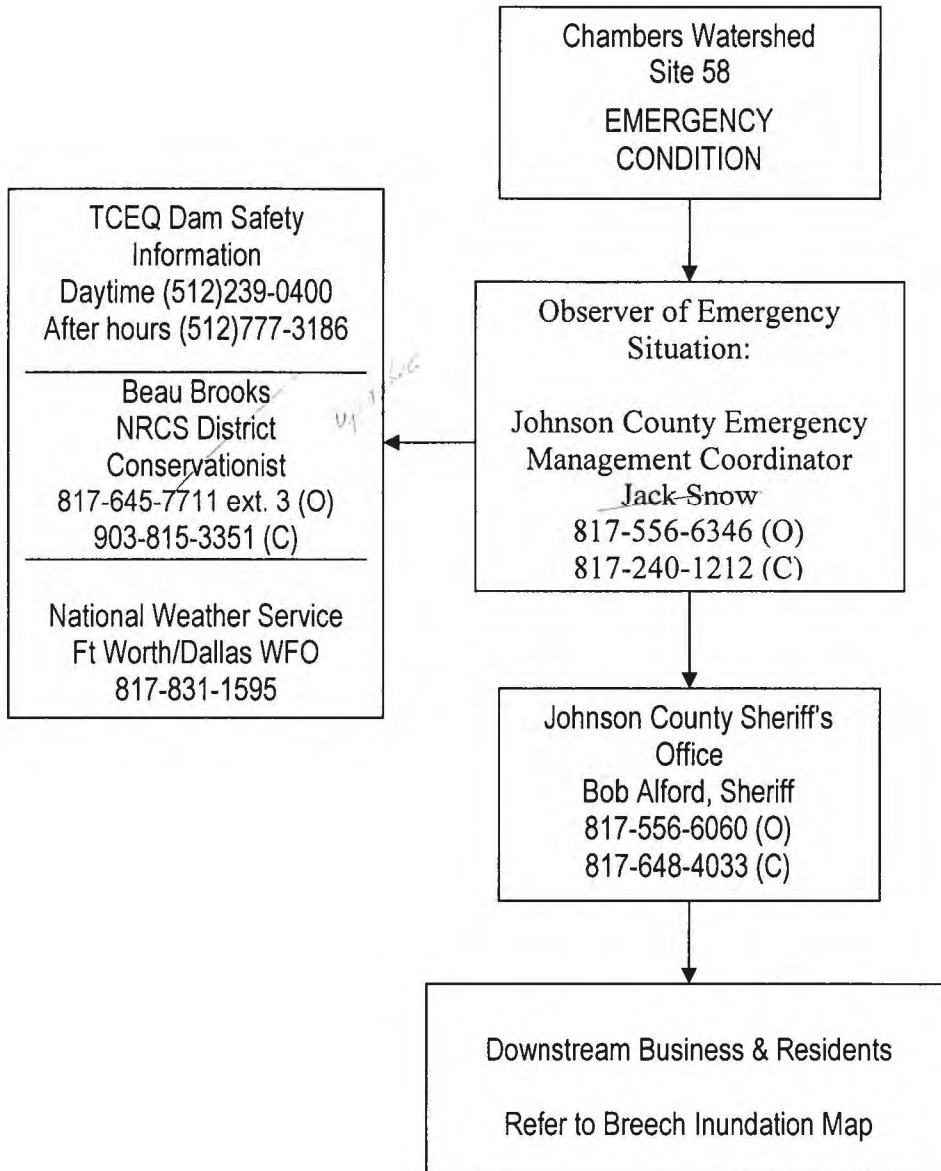 Chambers Watershed
Site 58
EMERGENCY
CONDITION
TCEQ Dam Safety
Information
Daytime (512)239-0400
After hours (512)777-3186
Beau Brooks
NRCS District
Conservationist
817-645-7711 ext. 3 (O)
903-815-3351 (C)
National Weather Service
Ft Worth/Dallas WFO
817-831-1595
Observer of Emergency
Situation:
Johnson County Emergency
Management Coordinator
Jack Snow
817-556-6346 (O)
817-240-1212 (C)
Johnson County Sheriff's
Office
Bob Alford, Sheriff
817-556-6060 (O)
817-648-4033 (C)
Downstream Business & Residents
Refer to Breech Inundation Map